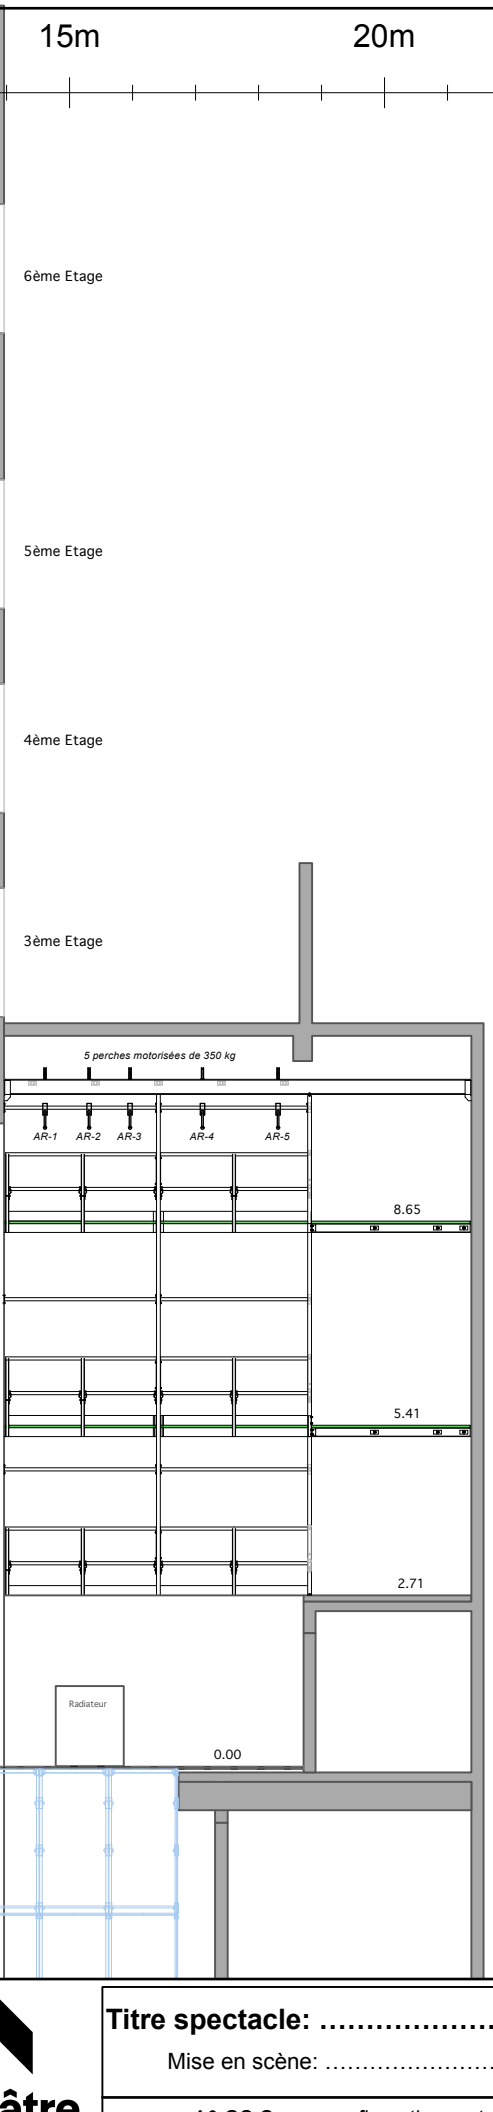 15m 20m
6ème Etage
5ème Etage
4ème Etage
3ème Etage
5 perches motorisées de 350 kg
AR-1 AR-2 AR-3 AR-4 AR-5
8.65
5.41
2.71
Radiateur
0.00
Titre spectacle: ....................
Mise en scène: .......................
âtre